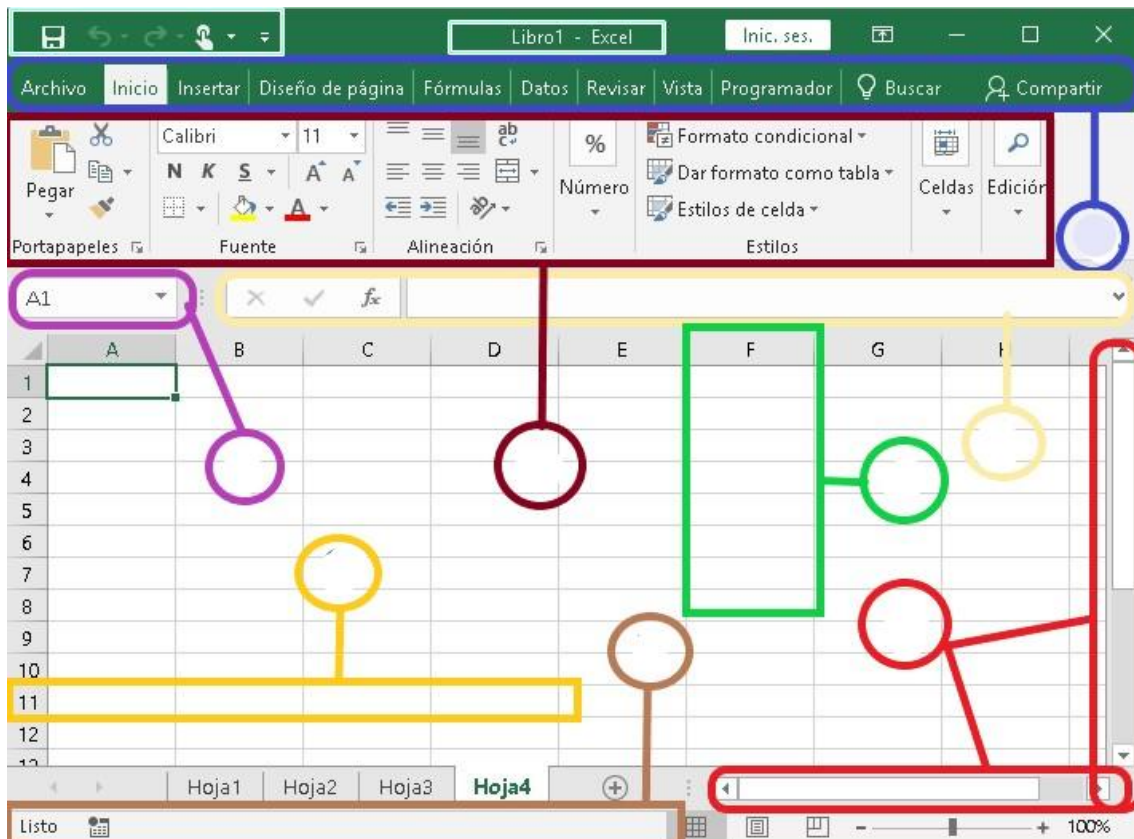 Libro1 - Excel Inic. ses.
Archivo Inicio Insertar Diseño de página Fórmulas Datos Revisar Vista Programador Buscar Compartir
Calibri 11 ab c % Formato condicional
N K S A A Dar formato como tabla
Pegar Número Celdas Edición
A Estilos de celda
Portapapeles Fuente Alineación Estilos
A1 fx
A B C D E F G H
1
2
3
4
5
6
7
8
9
10
11
12
Hoja1 Hoja2 Hoja3 Hoja4
Listo - + 100%